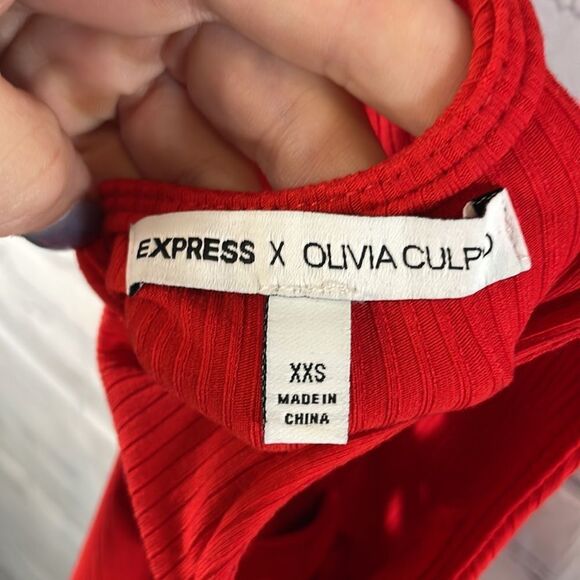 EXPRESS X OLIVIA CULPO
XXS
MADE IN
CHINA